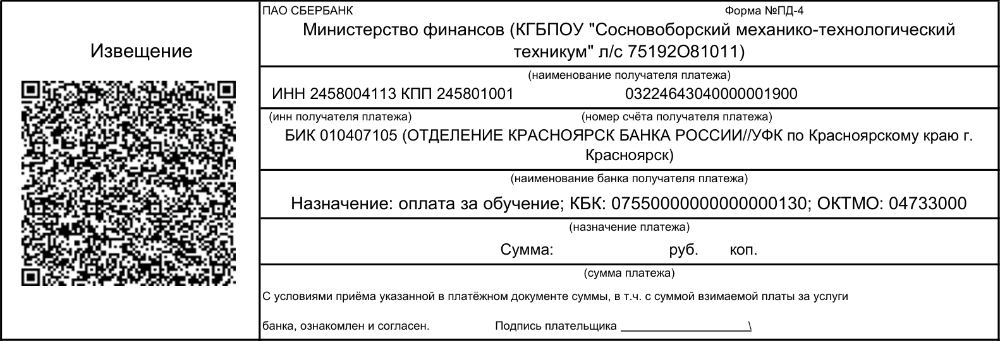 ПАО СБЕРБАНК Форма №ПД-4
Министерство финансов (КГБПОУ "Сосновоборский механико-технологический
техникум" л/с 75192О81011)
Извещение
(наименование получателя платежа)
ИНН 2458004113 КПП 245801001 03224643040000001900
(инн получателя платежа) (номер счёта получателя платежа)
БИК 010407105 (ОТДЕЛЕНИЕ КРАСНОЯРСК БАНКА РОССИИ//УФК по Красноярскому краю г.
Красноярск)
(наименование банка получателя платежа)
Назначение: оплата за обучение; КБК: 07550000000000000130; ОКТМО: 04733000
(назначение платежа)
Сумма: руб. коп.
(сумма платежа)
С условиями приёма указанной в платёжном документе суммы, в т.ч. с суммой взимаемой платы за услуги
банка, ознакомлен и согласен. Подпись плательщика ____________________\